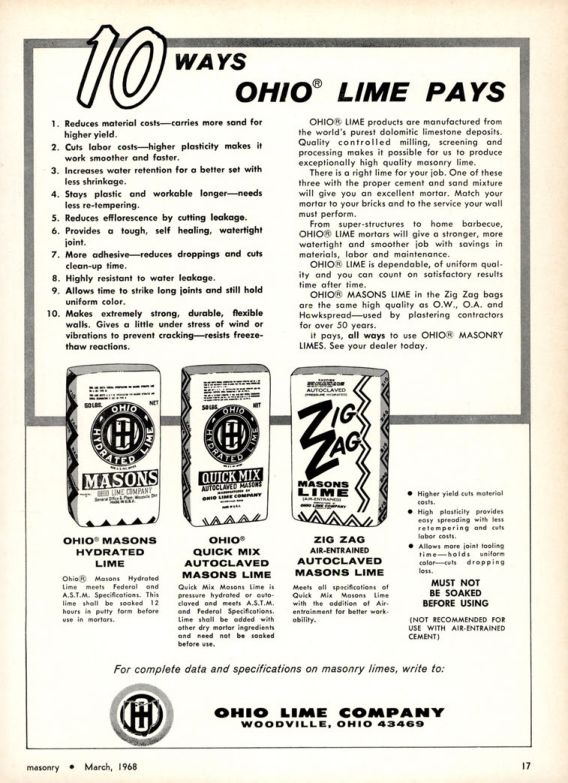 10 WAYS
OHIO® LIME PAYS
1. Reduces material costs—carries more sand for
higher yield.
2. Cuts labor costs—higher plasticity makes it
work smoother and faster.
3. Increases water retention for a better set with
less shrinkage.
4. Stays plastic and workable longer—needs
less re-tempering.
5. Reduces efflorescence by cutting leakage.
6. Provides a tough, self healing, watertight
joint.
7. More adhesive—reduces droppings and cuts
clean-up time.
8. Highly resistant to water leakage.
9. Allows time to strike long joints and still hold
uniform color.
10. Makes extremely strong, durable, flexible
walls. Gives a little under stress of wind or
vibrations to prevent cracking—resists freeze-
thaw reactions.
OHIO® LIME products are manufactured from
the world's purest dolomitic limestone deposits.
Quality controlled milling, screening and
processing makes it possible for us to produce
exceptionally high quality masonry lime.
There is a right lime for your job. One of these
three with the proper cement and sand mixture
will give you an excellent mortar. Match your
mortar to your bricks and to the service your wall
must perform.
From super-structures to home barbecue,
OHIO® LIME mortars will give a stronger, more
watertight and smoother job with savings in
materials, labor and maintenance.
OHIO® LIME is dependable, of uniform qual-
ity and you can count on satisfactory results
time after time.
OHIO® MASONS LIME in the Zig Zag bags
are the same high quality as O.W., O.A. and
Hawkspread—used by plastering contractors
for over 50 years.
It pays, all ways to use OHIO® MASONRY
LIMES. See your dealer today.
50 LBS. NET
OHIO
HYDRATED LIME
MASONS
OHIO LIME COMPANY
MADE IN U.S.A.
50 LBS. NET
OHIO
HYDRATED LIME
QUICK MIX
AUTOCLAVED MASONS
OHIO LIME COMPANY
AUTOCLAVED
(PRESSURE HYDRATED)
ZIG
ZAG
MASONS
LIME
(AIR-ENTRAINED)
OHIO LIME COMPANY
OHIO® MASONS
HYDRATED
LIME
Ohio® Masons Hydrated
Lime meets Federal and
A.S.T.M. Specifications. This
lime shall be soaked 12
hours in putty form before
use in mortars.
OHIO®
QUICK MIX
AUTOCLAVED
MASONS LIME
Quick Mix Masons Lime is
pressure hydrated or auto-
claved and meets A.S.T.M.
and Federal Specifications.
Lime shall be added with
other dry mortar ingredients
and need not be soaked
before use.
ZIG ZAG
AIR-ENTRAINED
AUTOCLAVED
MASONS LIME
Meets all specifications of
Quick Mix Masons Lime
with the addition of Air-
entrainment for better work-
ability.
● Higher yield cuts material
costs.
● High plasticity provides
easy spreading with less
retempering and cuts
labor costs.
● Allows more joint tooling
time—holds uniform
color—cuts dropping
loss.
MUST NOT
BE SOAKED
BEFORE USING
(NOT RECOMMENDED FOR
USE WITH AIR-ENTRAINED
CEMENT)
For complete data and specifications on masonry limes, write to:
OHIO LIME COMPANY
WOODVILLE, OHIO 43469
masonry ● March, 1968 17